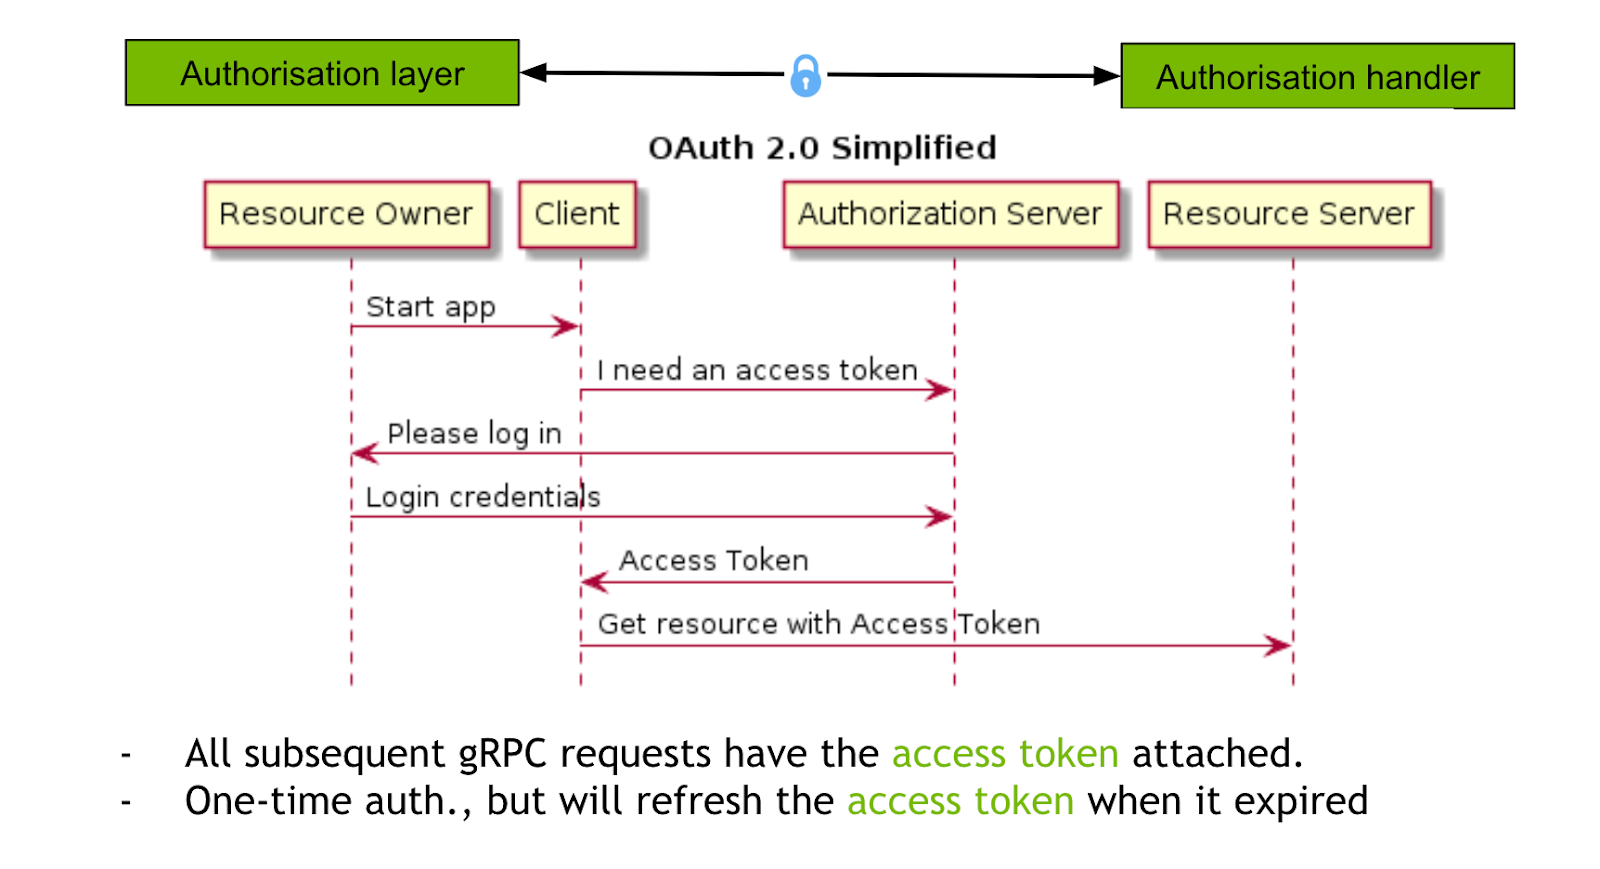 Authorisation layer
Authorisation handler
OAuth 2.0 Simplified
Resource Owner
Client
Authorization Server
Resource Server
Start app
I need an access token
Please log in
Login credentials
Access Token
Get resource with Access Token
- All subsequent gRPC requests have the access token attached.
- One-time auth., but will refresh the access token when it expired